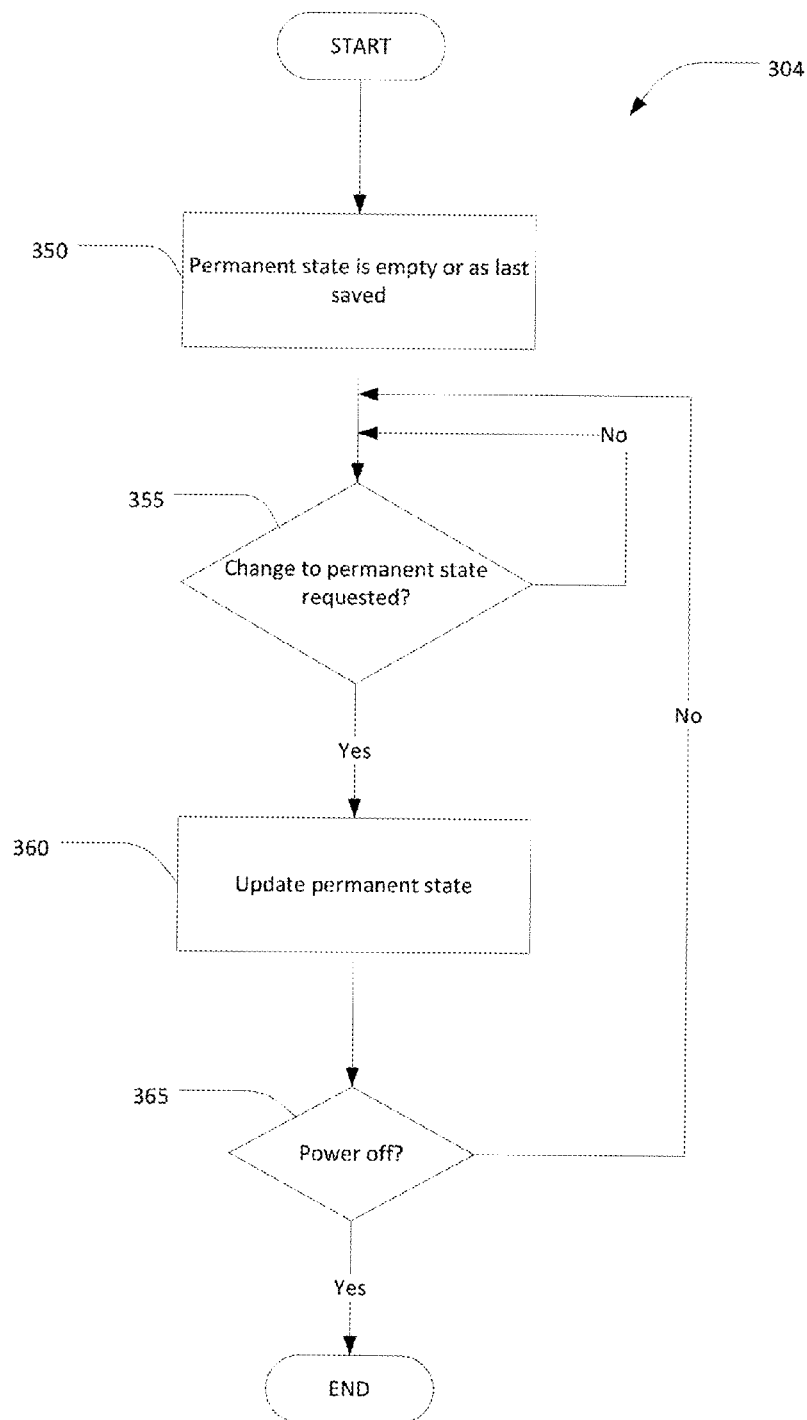 START
304
350
Permanent state is empty or as last
saved
No
355
Change to permanent state
requested?
No
Yes
360
Update permanent state
365
Power off?
Yes
END